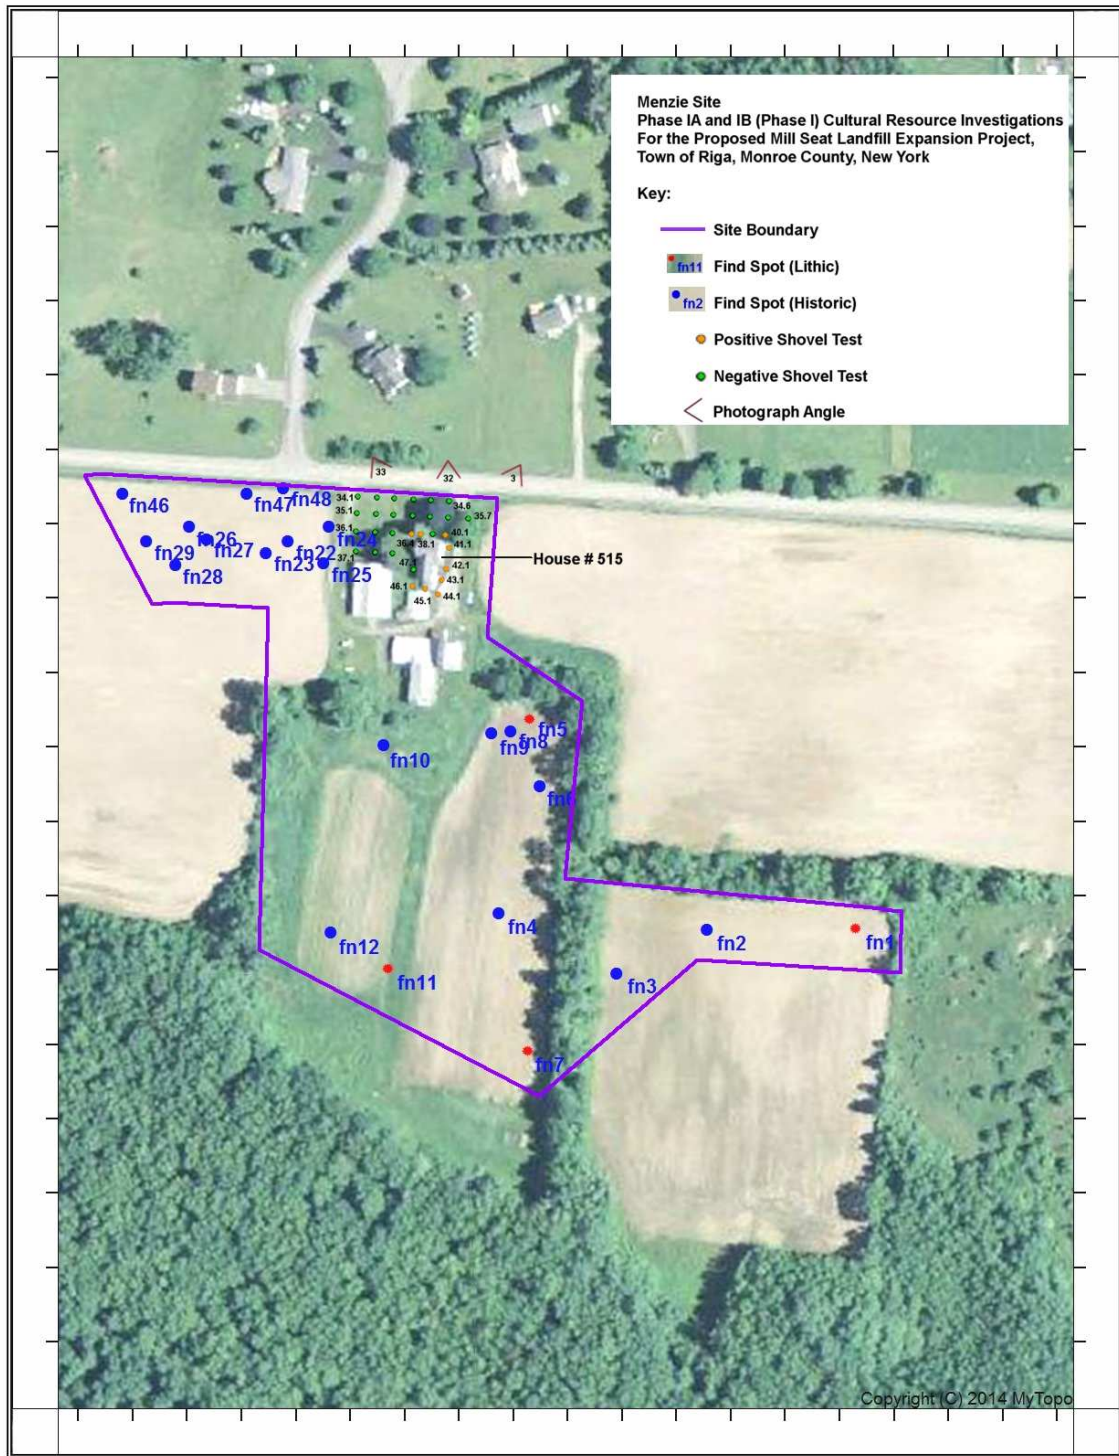 Menzie Site
Phase IA and IB (Phase I) Cultural Resource Investigations
For the Proposed Mill Seat Landfill Expansion Project,
Town of Riga, Monroe County, New York
Key:
Site Boundary
fn11 Find Spot (Lithic)
fn2 Find Spot (Historic)
Positive Shovel Test
Negative Shovel Test
Photograph Angle
33
32
3
fn46
fn47
fn48
34.1
34.6
35.1
35.7
fn26
fn24
36.1
36.4
38.1
40.1
fn29
fn27
fn22
41.1
fn23
37.1
House # 515
fn28
fn25
47.1
42.1
43.1
46.1
44.1
45.1
fn5
fn8
fn9
fn10
fn6
fn4
fn12
fn2
fn1
fn11
fn3
fn7
Copyright (C) 2014 MyTopo